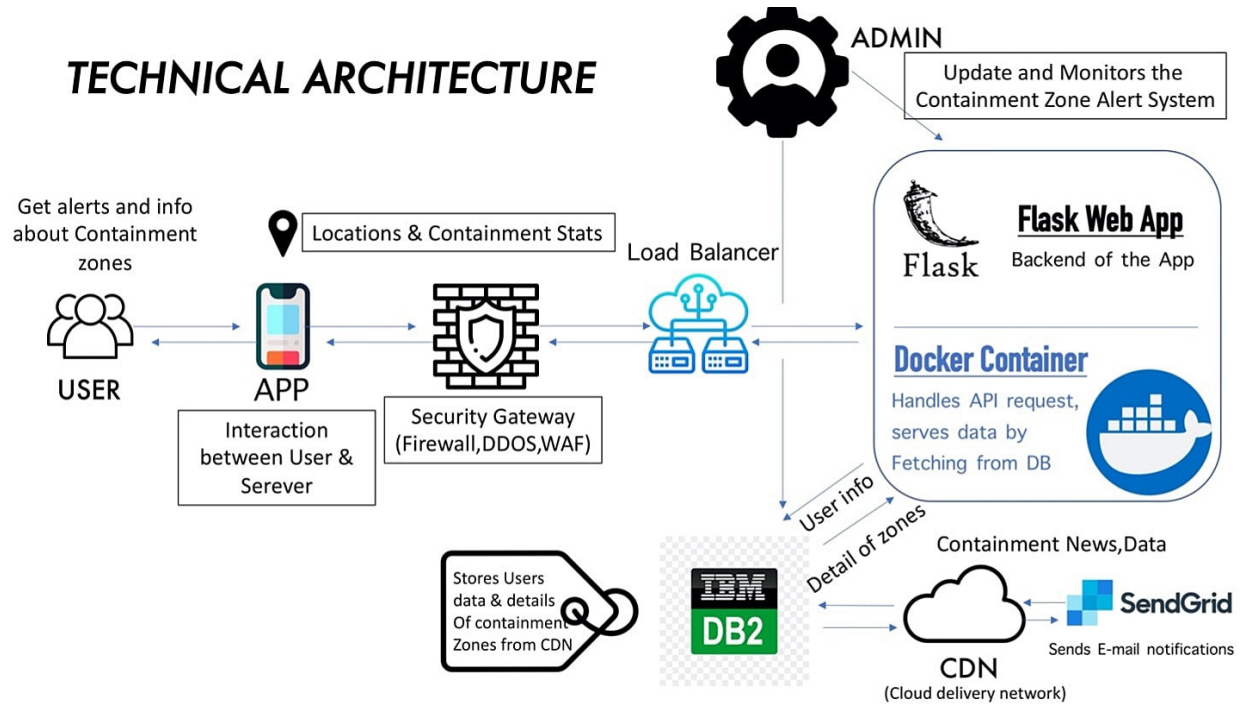 TECHNICAL ARCHITECTURE
ADMIN
Update and Monitors the
Containment Zone Alert System
Get alerts and info
about Containment
zones
Locations & Containment Stats
Load Balancer
Flask
Flask Web App
Backend of the App
USER
APP
Interaction
between User &
Serever
Security Gateway
(Firewall,DDOS,WAF)
Docker Container
Handles API request,
serves data by
Fetching from DB
User info
Detail of zones
Stores Users
data & details
Of containment
Zones from CDN
IBM
DB2
Containment News,Data
CDN
(Cloud delivery network)
SendGrid
Sends E-mail notifications